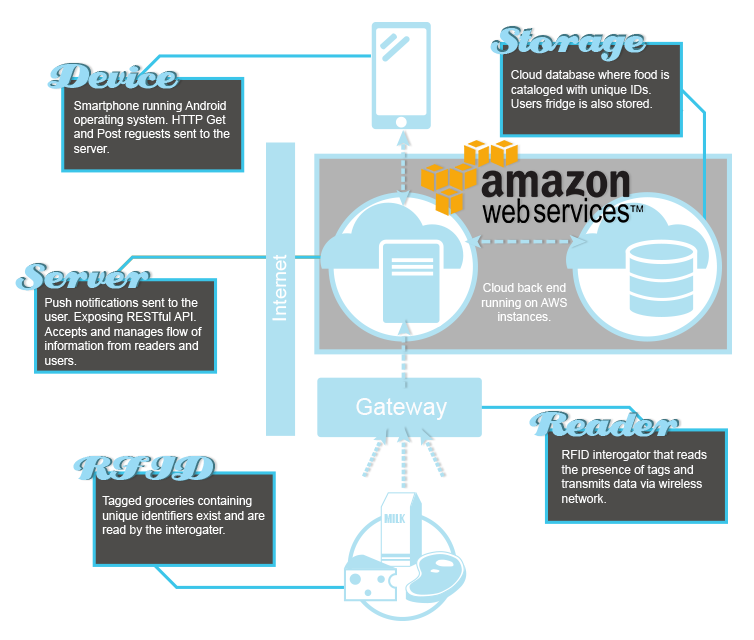 Storage
Cloud database where food is
cataloged with unique IDs.
Users fridge is also stored.
Device
Smartphone running Android
operating system. HTTP Get
and Post reguests sent to the
server.
amazon
web services™
Server
Push notifications sent to the
user. Exposing RESTful API.
Accepts and manages flow of
information from readers and
users.
Internet
Cloud back end
running on AWS
instances.
Gateway
Reader
RFID interogator that reads
the presence of tags and
transmits data via wireless
network.
RFID
Tagged groceries containing
unique identifiers exist and are
read by the interogater.
MILK